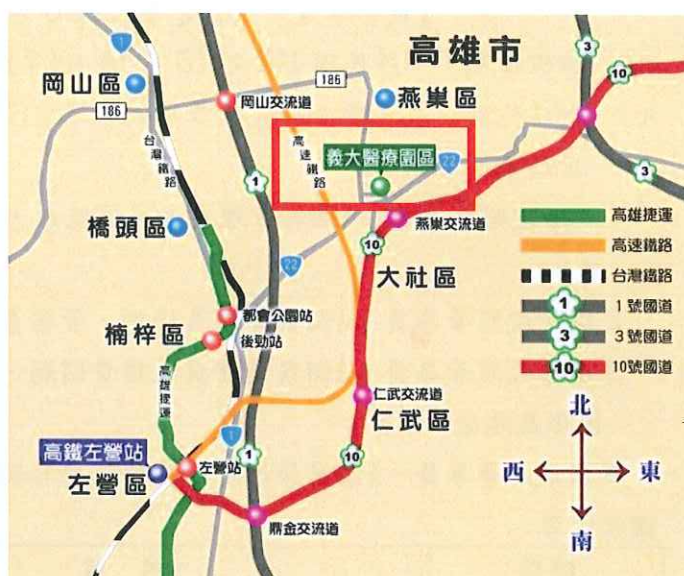 高雄市
1
3
10
岡山區
186
186
岡山交流道
燕巢區
台灣鐵路
1
高速鐵路
義大醫療園區
22
3
橋頭區
燕巢交流道
10
22
大社區
高雄捷運
高速鐵路
台灣鐵路
1 1號國道
3 3號國道
10 10號國道
都會公園站
後勁站
楠梓區
高雄捷運
仁武交流道
仁武區
1
高鐵左營站
左營站
左營區
1
10
鼎金交流道
北
西
東
南